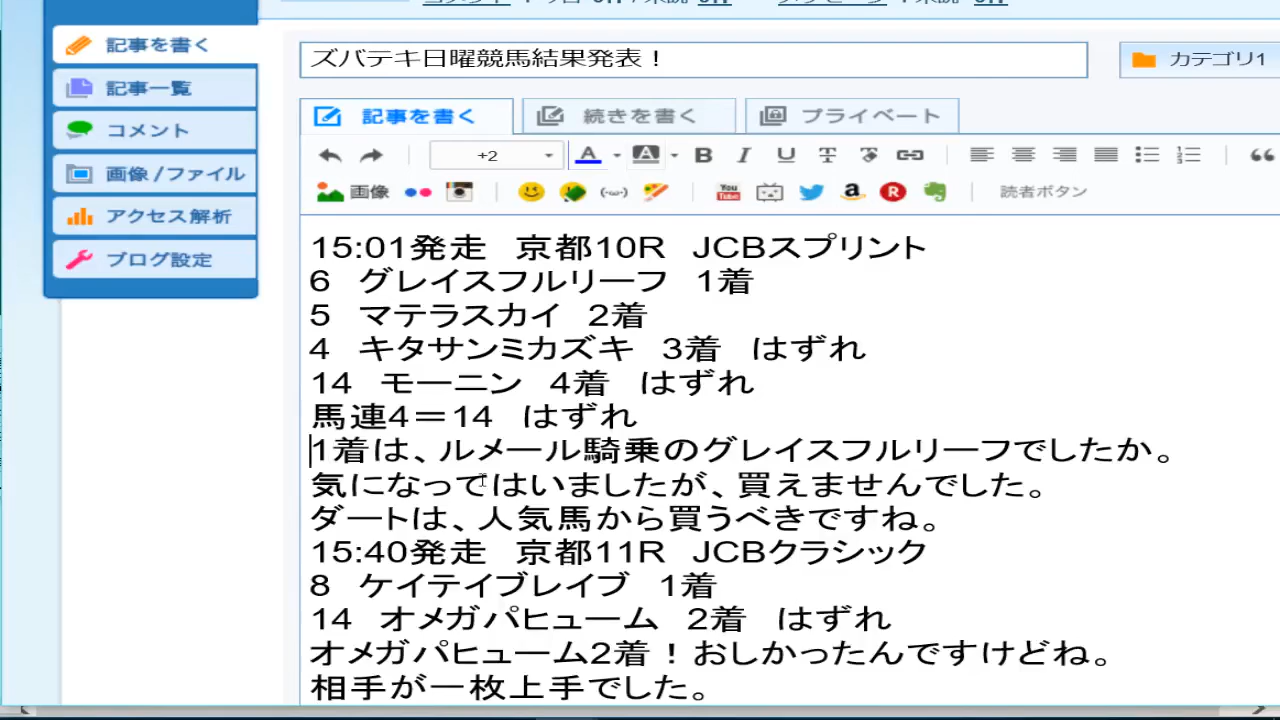 記事を書く
記事一覧
コメント
画像/ファイル
アクセス解析
ブログ設定
ズバテキ日曜競馬結果発表！
カテゴリ1
記事を書く
続きを書く
プライベート
+2
画像
読者ボタン
15:01発走　京都10R　JCBスプリント
6　グレイスフルリーフ　1着
5　マテラスカイ　2着
4　キタサンミカズキ　3着　はずれ
14　モーニン　4着　はずれ
馬連4＝14　はずれ
1着は、ルメール騎乗のグレイスフルリーフでしたか。
気になってはいましたが、買えませんでした。
ダートは、人気馬から買うべきですね。
15:40発走　京都11R　JCBクラシック
8　ケイティブレイブ　1着
14　オメガパヒューム　2着　はずれ
オメガパヒューム2着！おしかったんですけどね。
相手が一枚上手でした。